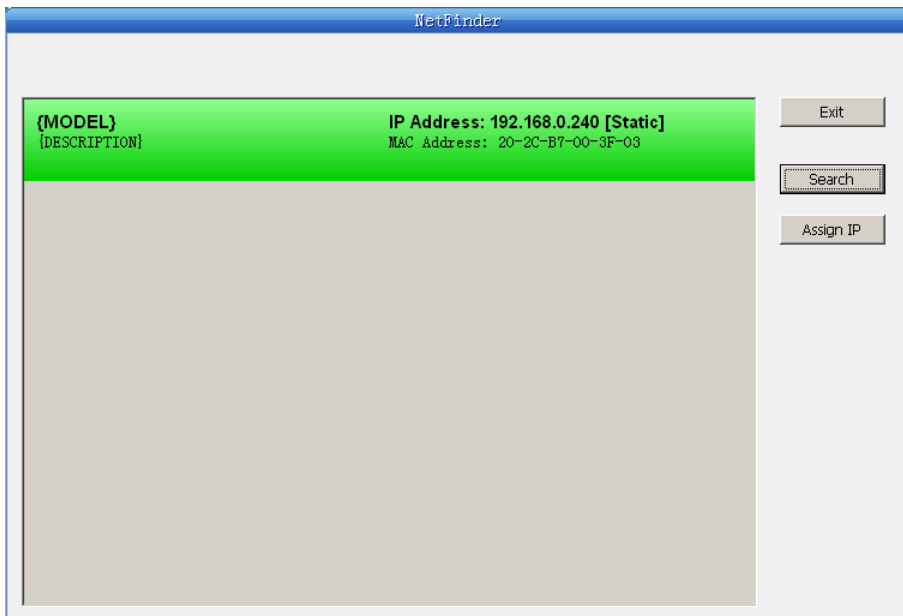 NetFinder
{MODEL}
IP Address: 192.168.0.240 [Static]
{DESCRIPTION}
MAC Address: 20-2C-B7-00-3F-03
Exit
Search
Assign IP